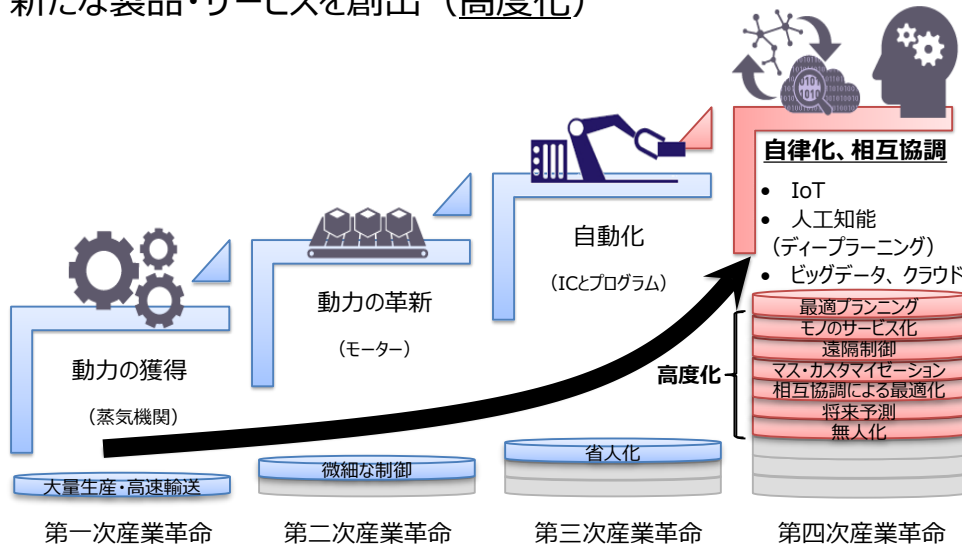 新たな製品・サービスを創出（高度化）
自律化、相互協調
• IoT
• 人工知能
（ディープラーニング）
• ビッグデータ、クラウド
自動化
（ICとプログラム）
動力の革新
（モーター）
動力の獲得
（蒸気機関）
高度化
最適プランニング
モノのサービス化
遠隔制御
マス・カスタマイゼーション
相互協調による最適化
将来予測
無人化
省人化
微細な制御
大量生産・高速輸送
第一次産業革命
第二次産業革命
第三次産業革命
第四次産業革命